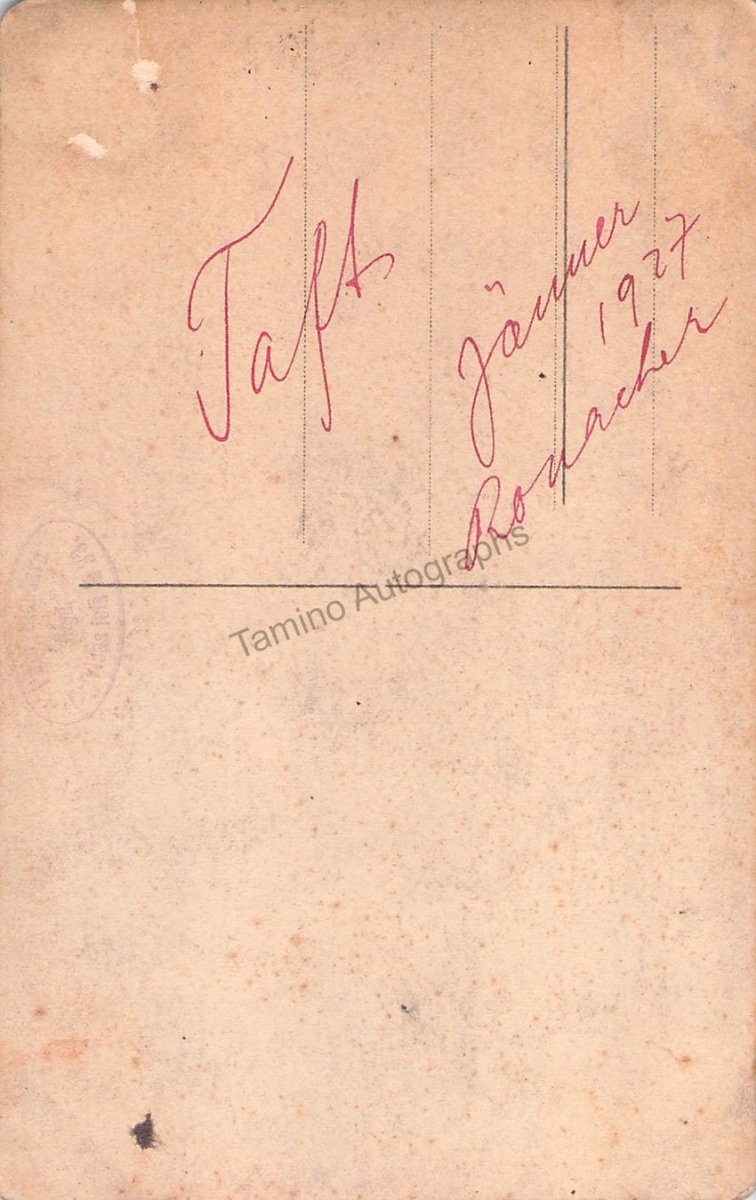 Taft
Jänner
1927
Ronacher
Tamino Autographs